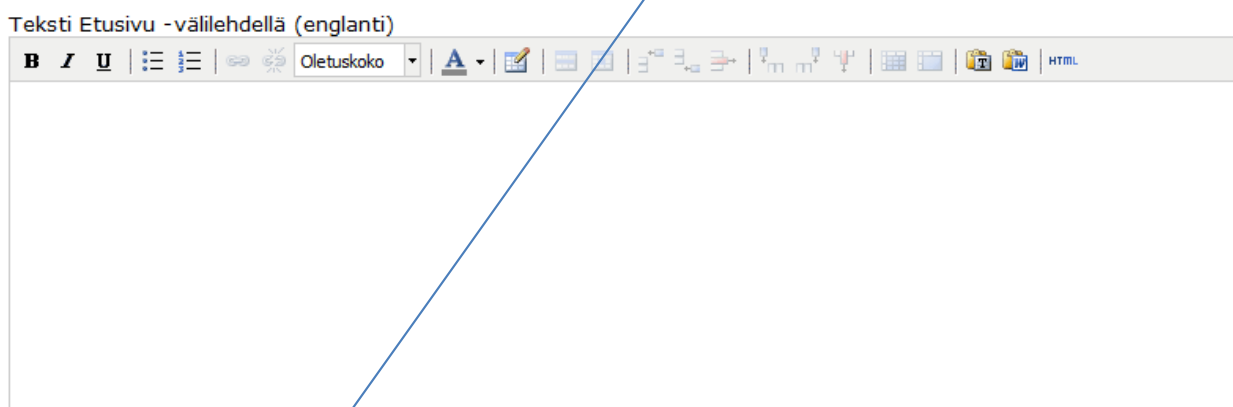 Teksti Etusivu -välilehdellä (englanti)
B I U Oletuskoko A HTML